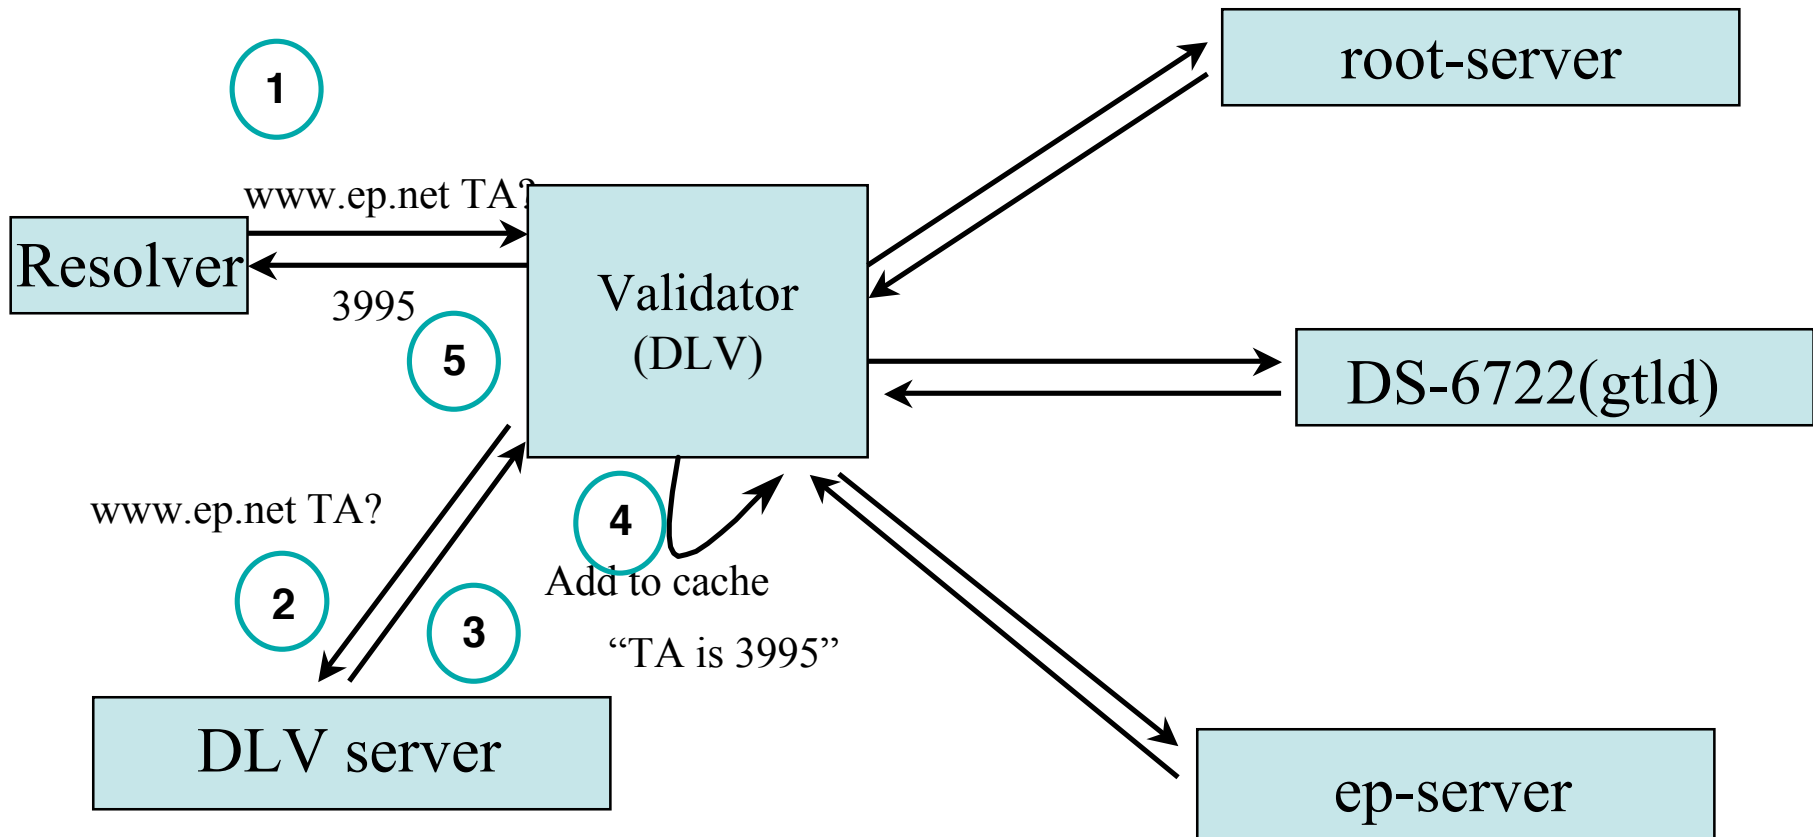 root-server
1
www.ep.net TA?
Resolver
3995
Validator
(DLV)
5
DS-6722(gtld)
www.ep.net TA?
4
Add to cache
2
3
“TA is 3995”
DLV server
ep-server